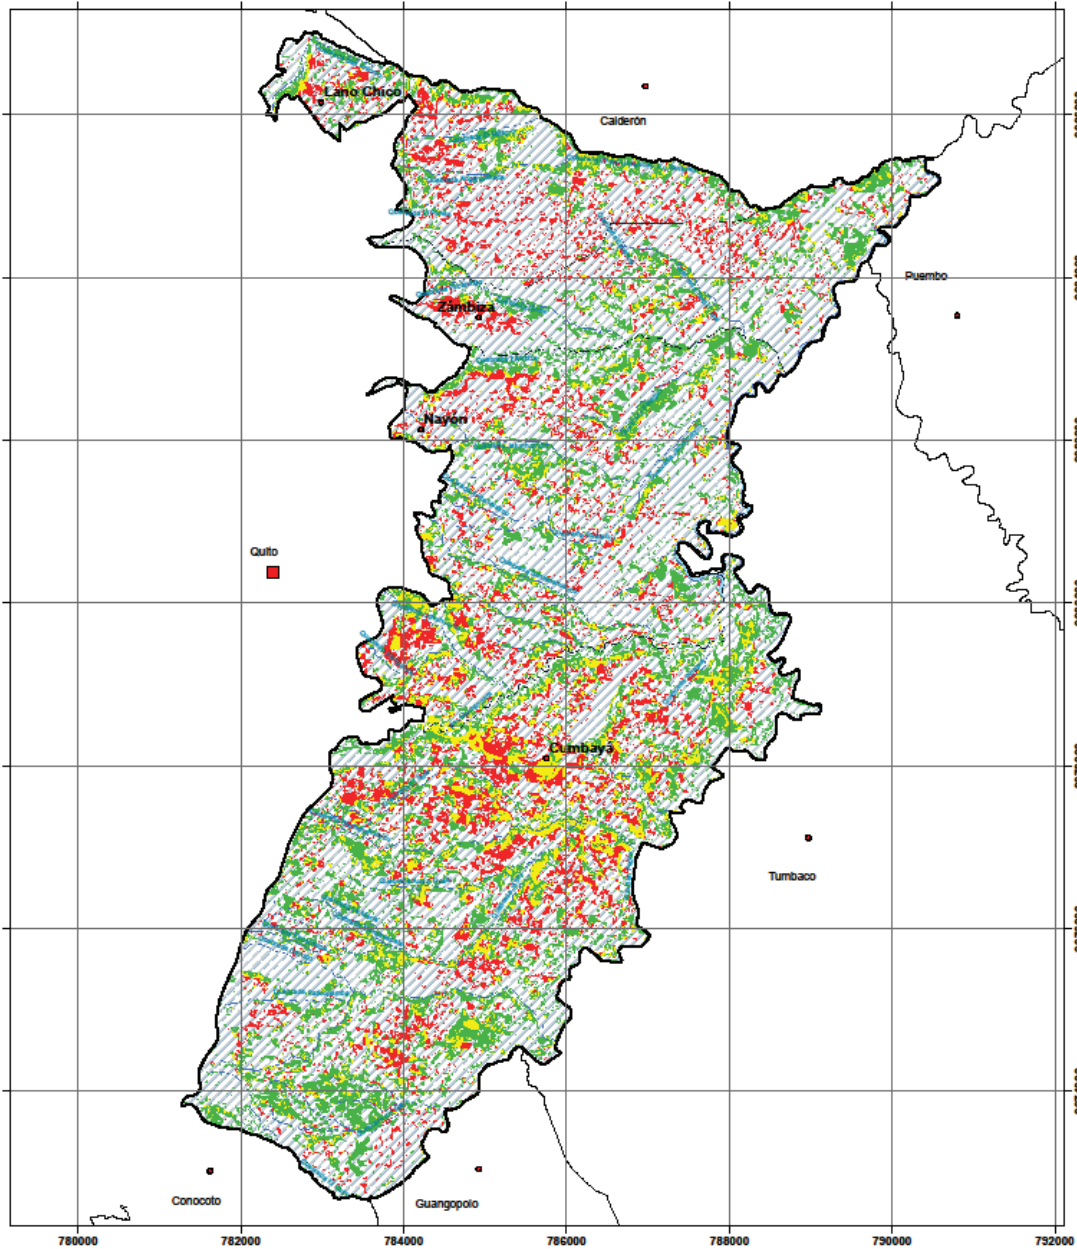 Lano Chico
Calderón
Puembo
Zámbiza
Nayón
Quito
Cumbayá
Tumbaco
Conocoto
Guangopolo
780000
782000
784000
786000
788000
790000
792000